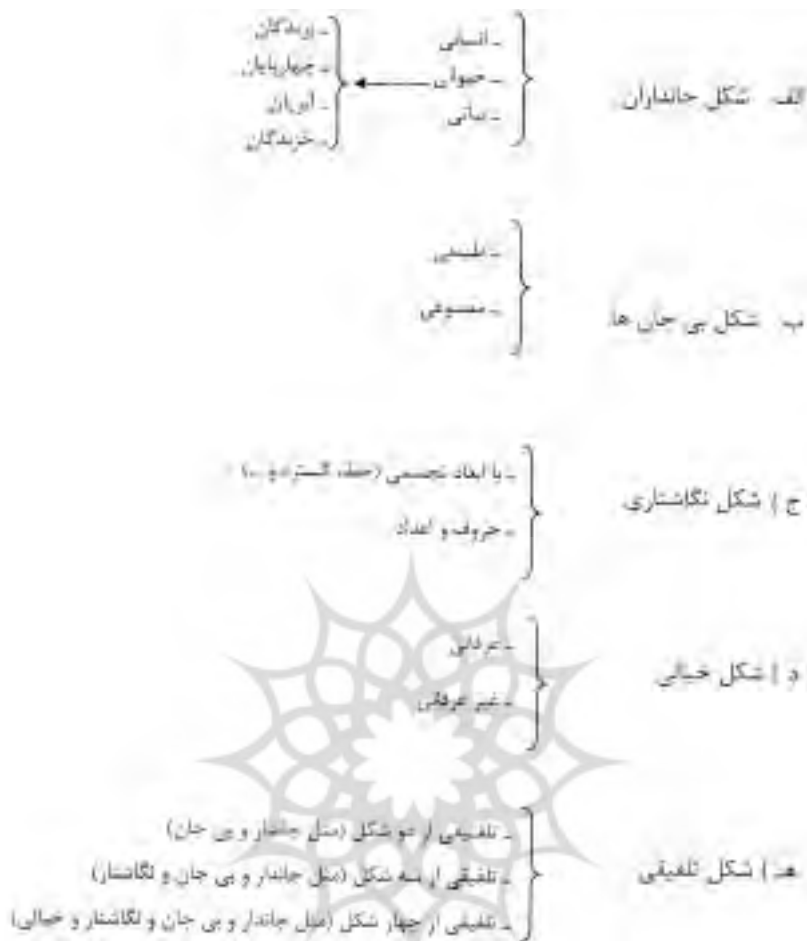 الف شکل جانداران
ـ انسانی
ـ حیوانی
ـ نباتی
ـ پرندگان
ـ چهارپایان
ـ آبزیان
ـ خزندگان
ب شکل بی جان ها
ـ طبیعی
ـ مصنوعی
ج ) شکل نگاشتاری
ـ با ابعاد تجسمی (خط، گستره و ...)
ـ حروف و اعداد
د ) شکل خیالی
ـ عرفانی
ـ غیر عرفانی
هـ ) شکل تلفیقی
ـ تلفیقی از دو شکل (مثل جاندار و بی جان)
ـ تلفیقی از سه شکل (مثل جاندار و بی جان و نگاشتار)
ـ تلفیقی از چهار شکل (مثل جاندار و بی جان و نگاشتار و خیالی)